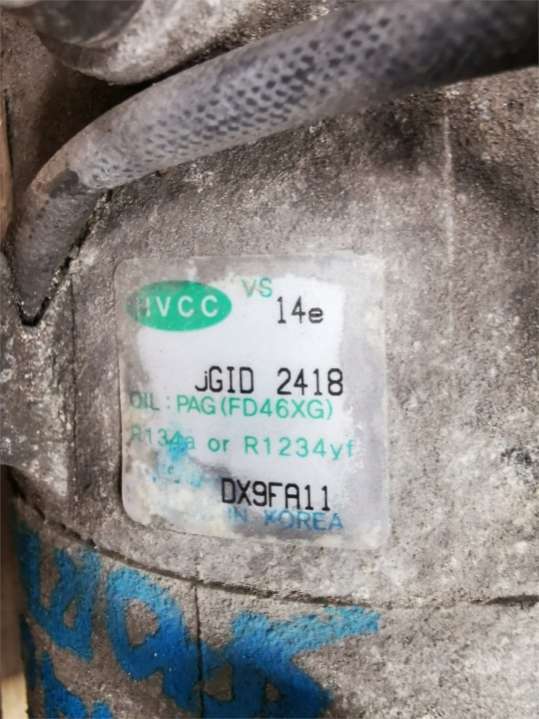 HVCC VS
14e
JGID 2418
OIL : PAG(FD46XG)
R134a or R1234yf
DX9FA11
IN KOREA